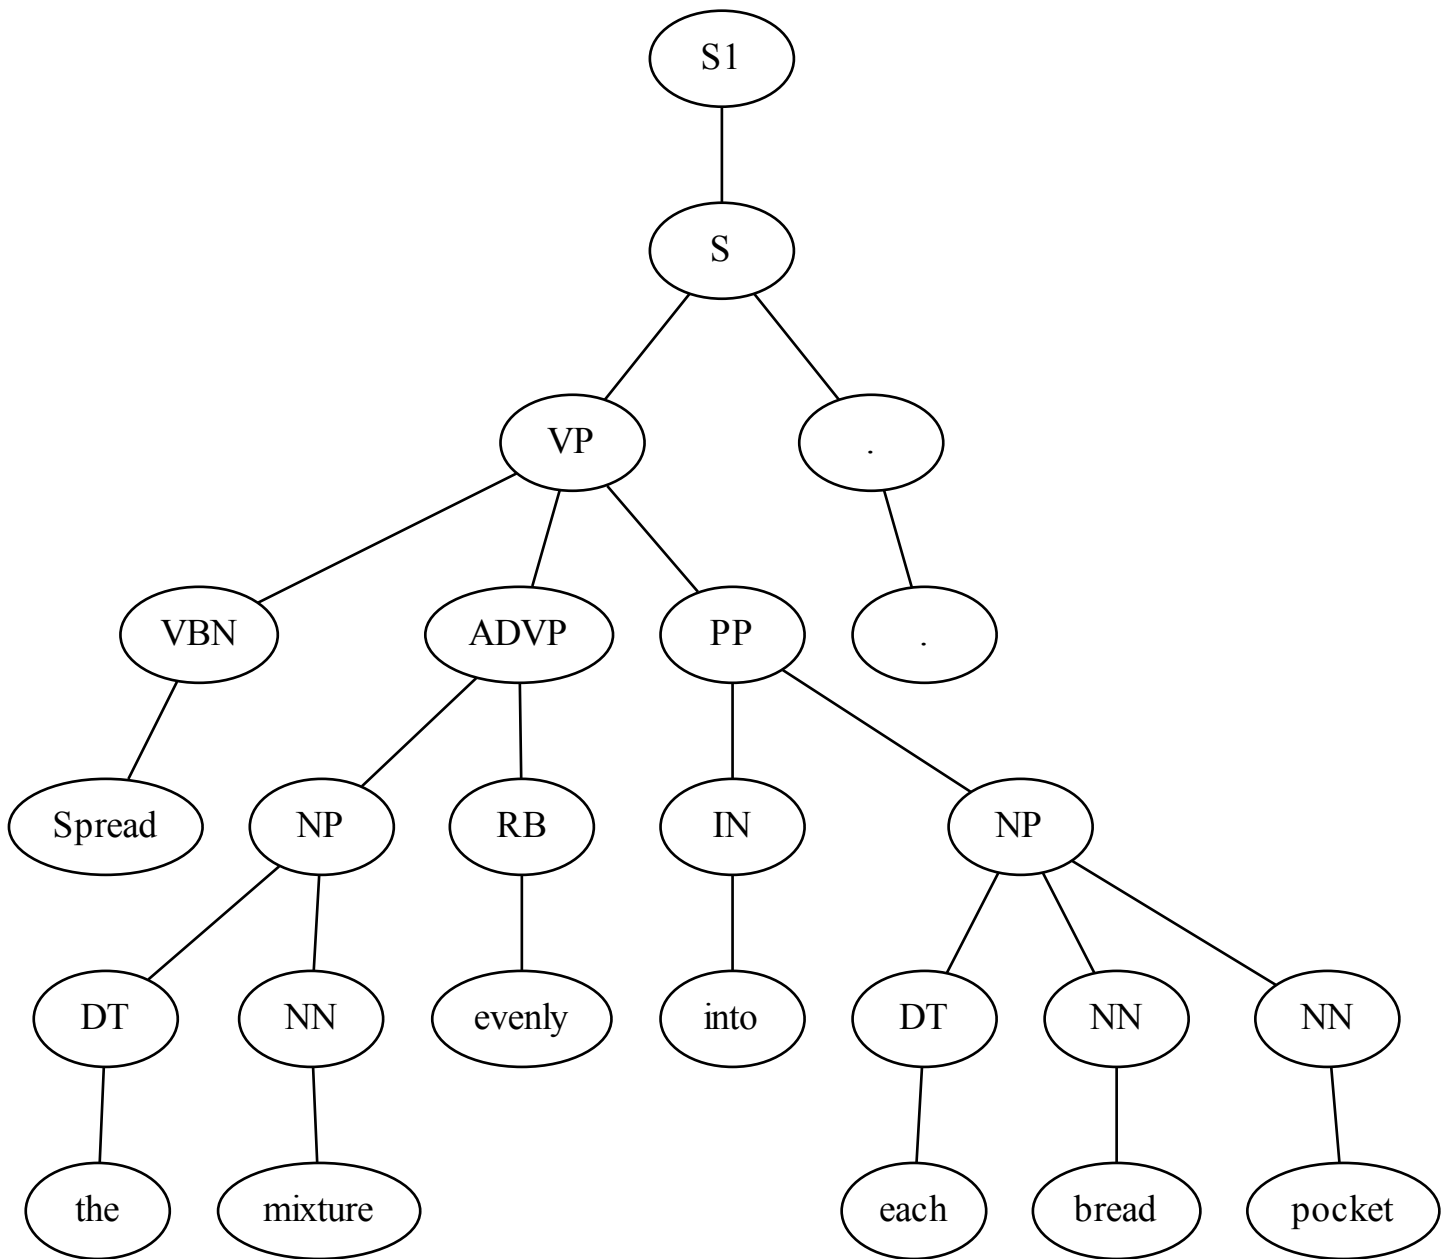 S1
S
VP .
VBN ADVP PP .
Spread NP RB IN NP
DT NN evenly into DT NN NN
the mixture each bread pocket